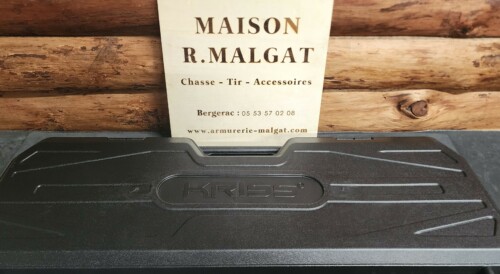 MAISON
R.MALGAT
Chasse - Tir - Accessoires
Bergerac : 05 53 57 02 08
www.armurerie-malgat.com
KRISS